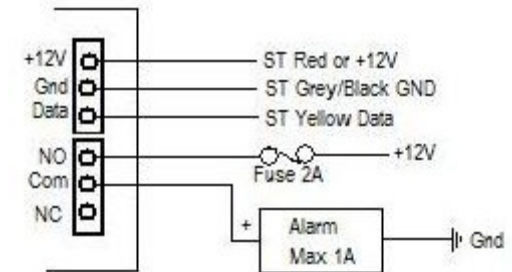 +12V ST Red or +12V
Gnd ST Grey/Black GND
Data ST Yellow Data
NO +12V
Fuse 2A
Com
NC + Alarm Gnd
Max 1A